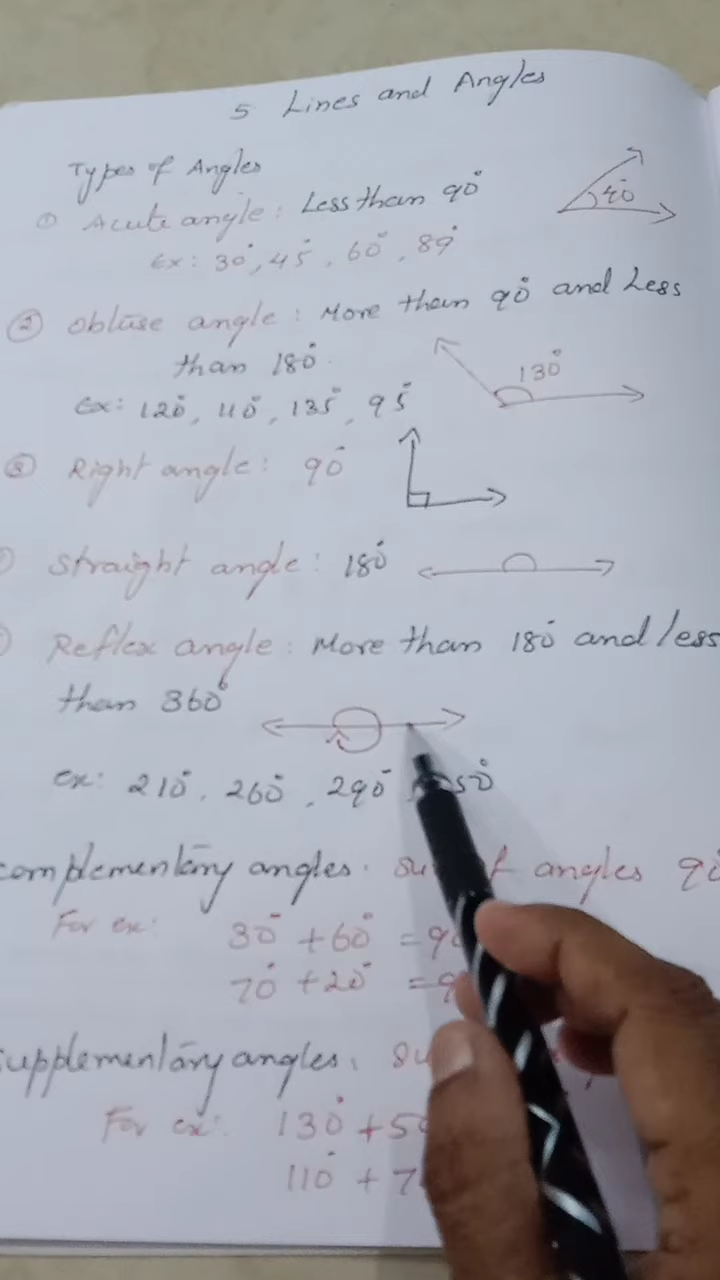 5 Lines and Angles
Types of Angles
① Acute angle: Less than 90°
Ex: 30°, 45°, 60°, 89°
40°
② Obtuse angle: More than 90° and Less
than 180°
130°
Ex: 120°, 110°, 135°, 95°
③ Right angle: 90°
Straight angle: 180°
Reflex angle: More than 180° and less
than 360°
Ex: 210°, 260°, 290°
complementary angles. angles
For ex: 30° + 60° =
70° + 20° =
supplementary angles.
For ex: 130° +
110° +